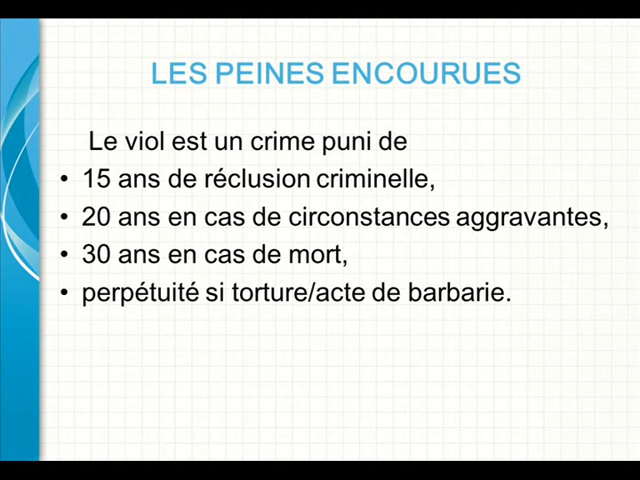 LES PEINES ENCOURUES
Le viol est un crime puni de
• 15 ans de réclusion criminelle,
• 20 ans en cas de circonstances aggravantes,
• 30 ans en cas de mort,
• perpétuité si torture/acte de barbarie.